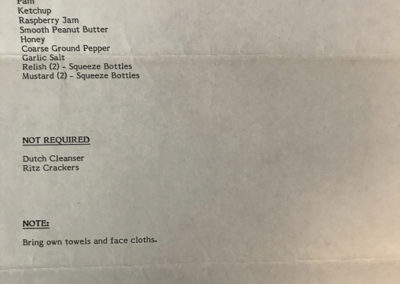 Pam
Ketchup
Raspberry Jam
Smooth Peanut Butter
Honey
Coarse Ground Pepper
Garlic Salt
Relish (2) - Squeeze Bottles
Mustard (2) - Squeeze Bottles
NOT REQUIRED
Dutch Cleanser
Ritz Crackers
NOTE:
Bring own towels and face cloths.